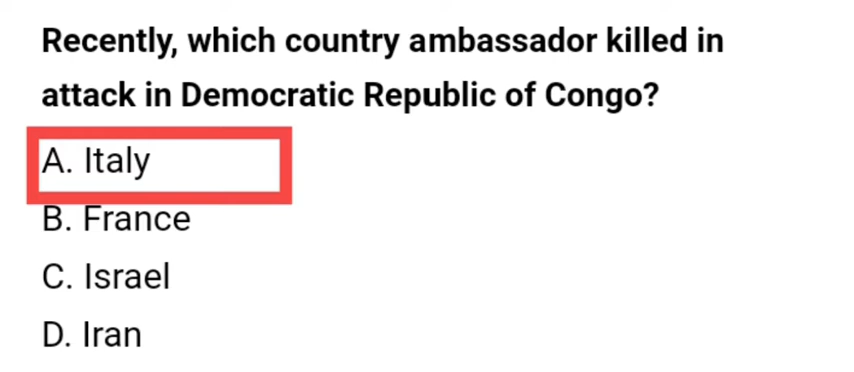 Recently, which country ambassador killed in
attack in Democratic Republic of Congo?
A. Italy
B. France
C. Israel
D. Iran